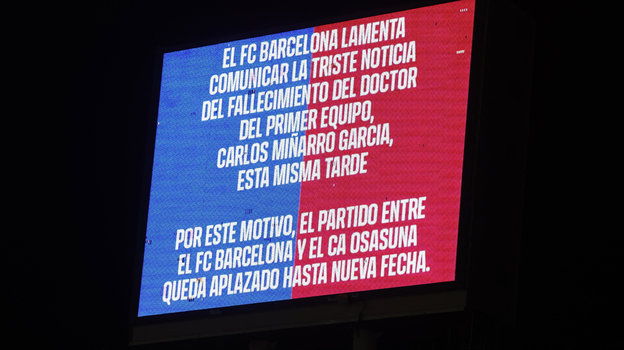 EL FC BARCELONA LAMENTA
COMUNICAR LA TRISTE NOTICIA
DEL FALLECIMIENTO DEL DOCTOR
DEL PRIMER EQUIPO,
CARLOS MIÑARRO GARCIA,
ESTA MISMA TARDE
POR ESTE MOTIVO, EL PARTIDO ENTRE
EL FC BARCELONA Y EL CA OSASUNA
QUEDA APLAZADO HASTA NUEVA FECHA.